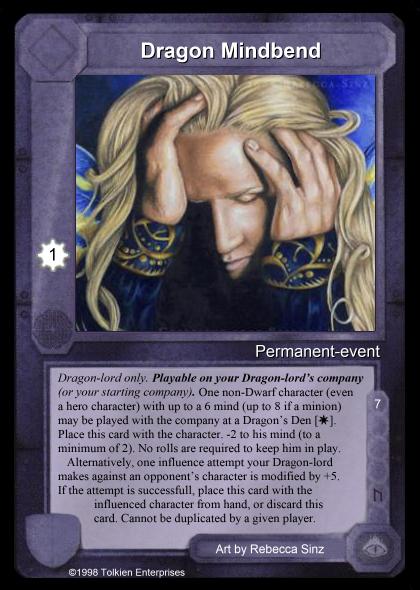 Dragon Mindbend
REBECCA SINZ
1
Permanent-event
Dragon-lord only. Playable on your Dragon-lord's company
(or your starting company). One non-Dwarf character (even
a hero character) with up to a 6 mind (up to 8 if a minion)
may be played with the company at a Dragon's Den [✷].
Place this card with the character. -2 to his mind (to a
minimum of 2). No rolls are required to keep him in play.
Alternatively, one influence attempt your Dragon-lord
makes against an opponent's character is modified by +5.
If the attempt is successfull, place this card with the
influenced character from hand, or discard this
card. Cannot be duplicated by a given player.
7
Art by Rebecca Sinz
©1998 Tolkien Enterprises